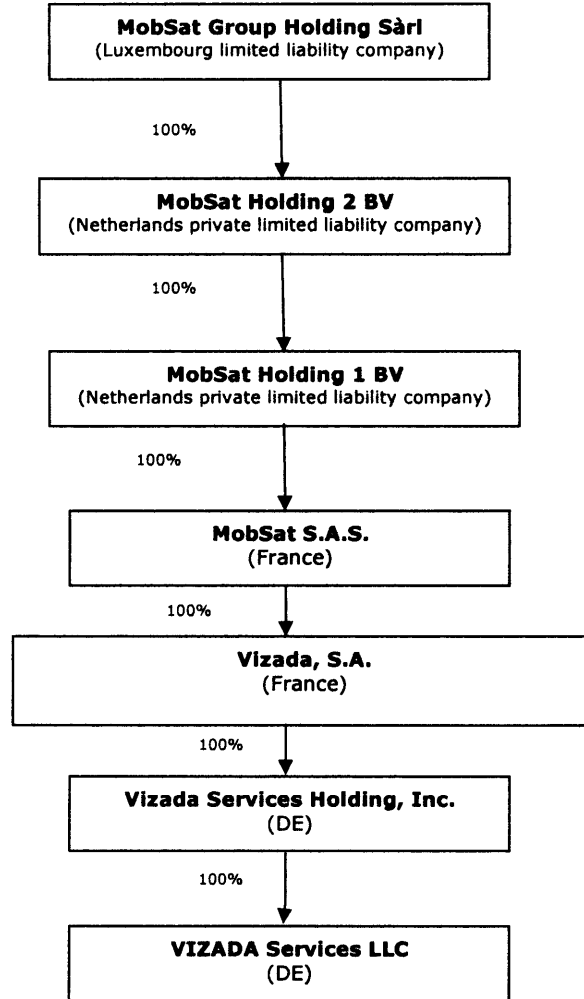 MobSat Group Holding Sàrl
(Luxembourg limited liability company)
100%
MobSat Holding 2 BV
(Netherlands private limited liability company)
100%
MobSat Holding 1 BV
(Netherlands private limited liability company)
100%
MobSat S.A.S.
(France)
100%
Vizada, S.A.
(France)
100%
Vizada Services Holding, Inc.
(DE)
100%
VIZADA Services LLC
(DE)